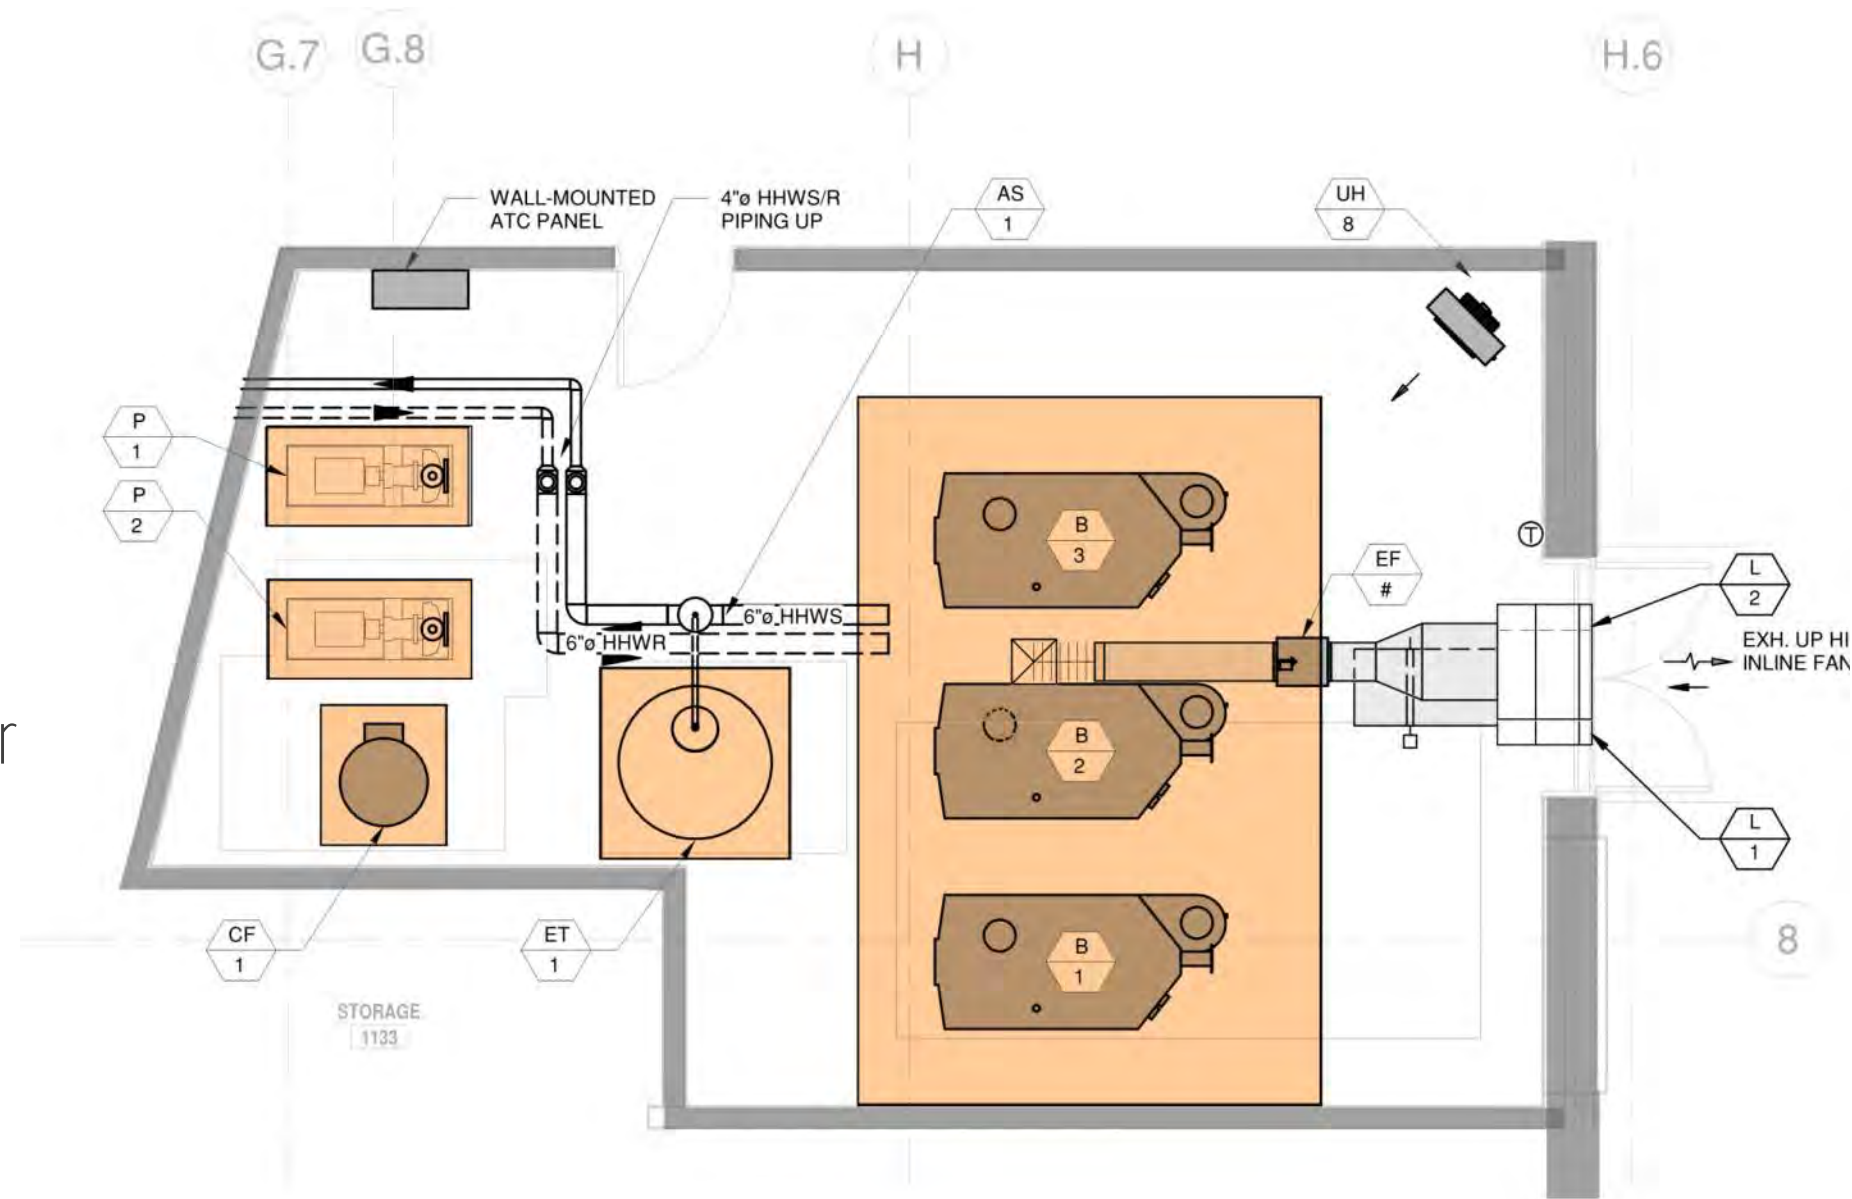 G.7
G.8
H
H.6
WALL-MOUNTED
ATC PANEL
4"ø HHWS/R
PIPING UP
AS
1
UH
8
P
1
P
2
B
3
T
EF
#
L
2
6"ø HHWS
6"ø HHWR
EXH. UP HI
INLINE FAN
r
B
2
L
1
CF
1
ET
1
B
1
8
STORAGE
1133